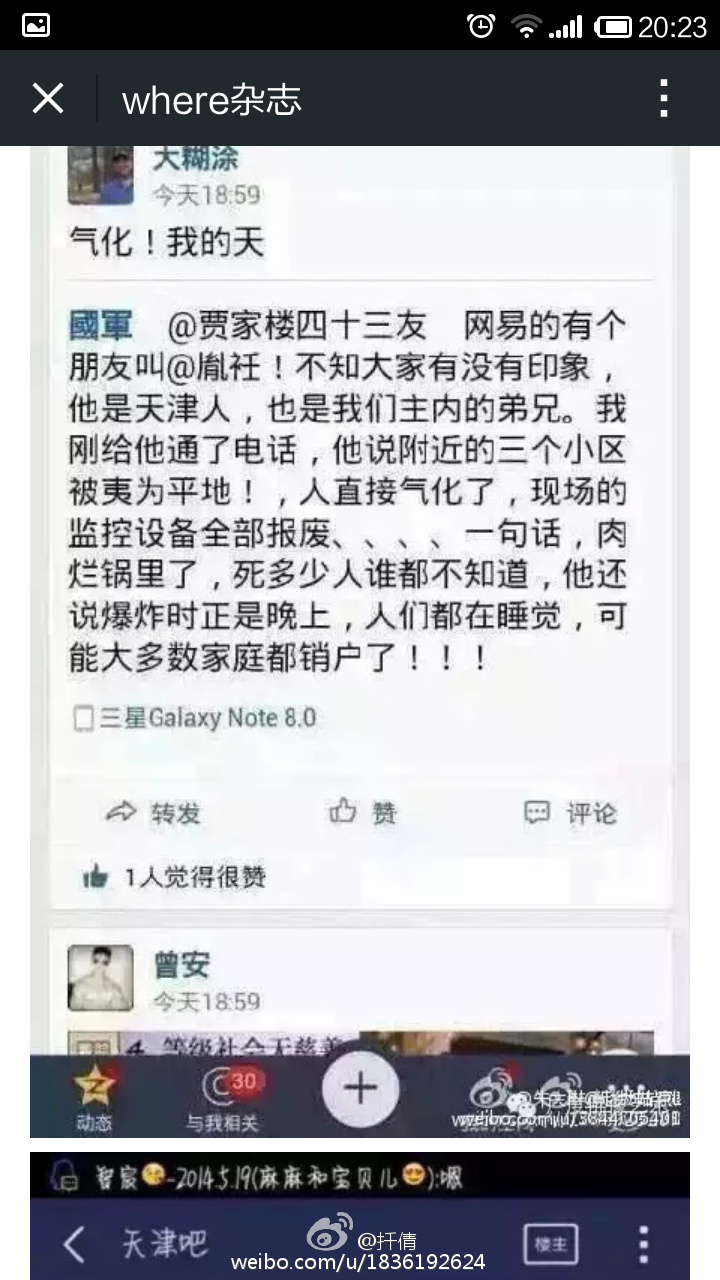 20:23
where杂志
大糊涂
今天18:59
气化！我的天
國軍 @贾家楼四十三友 网易的有个
朋友叫@胤衽！不知大家有没有印象，
他是天津人，也是我们主内的弟兄。我
刚给他通了电话，他说附近的三个小区
被夷为平地！，人直接气化了，现场的
监控设备全部报废、、、、一句话，肉
烂锅里了，死多少人谁都不知道，他还
说爆炸时正是晚上，人们都在睡觉，可
能大多数家庭都销户了！！！
三星Galaxy Note 8.0
转发 赞 评论
1人觉得很赞
曾安
今天18:59
4. 等级社会无慈善
30
动态 与我相关
智宸😘-2014.5.19(麻麻和宝贝儿😍):嗯
天津吧 楼主
@扦倩
weibo.com/u/1836192624